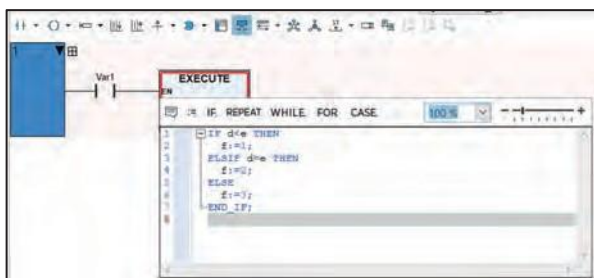 1
Var1
EXECUTE
EN
:= IF REPEAT WHILE FOR CASE 100 %
1 IF d<e THEN
2 f:=1;
3 ELSIF d=e THEN
4 f:=2;
5 ELSE
6 f:=3;
7 END_IF;
8